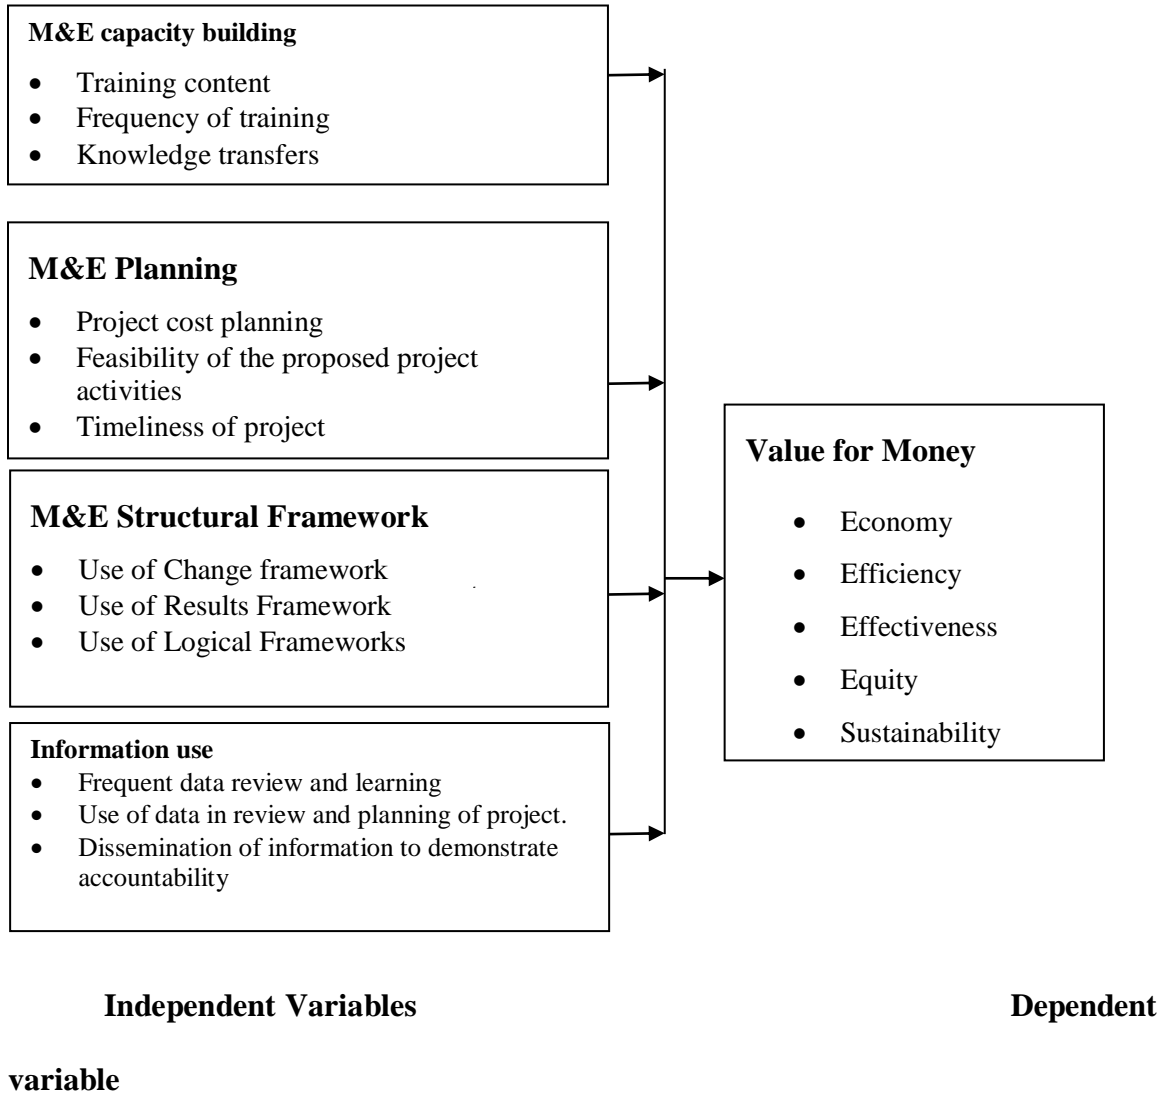 M&E capacity building
• Training content
• Frequency of training
• Knowledge transfers
M&E Planning
• Project cost planning
• Feasibility of the proposed project
activities
• Timeliness of project
M&E Structural Framework
• Use of Change framework
• Use of Results Framework
• Use of Logical Frameworks
Information use
• Frequent data review and learning
• Use of data in review and planning of project.
• Dissemination of information to demonstrate
accountability
Value for Money
• Economy
• Efficiency
• Effectiveness
• Equity
• Sustainability
Independent Variables Dependent
variable